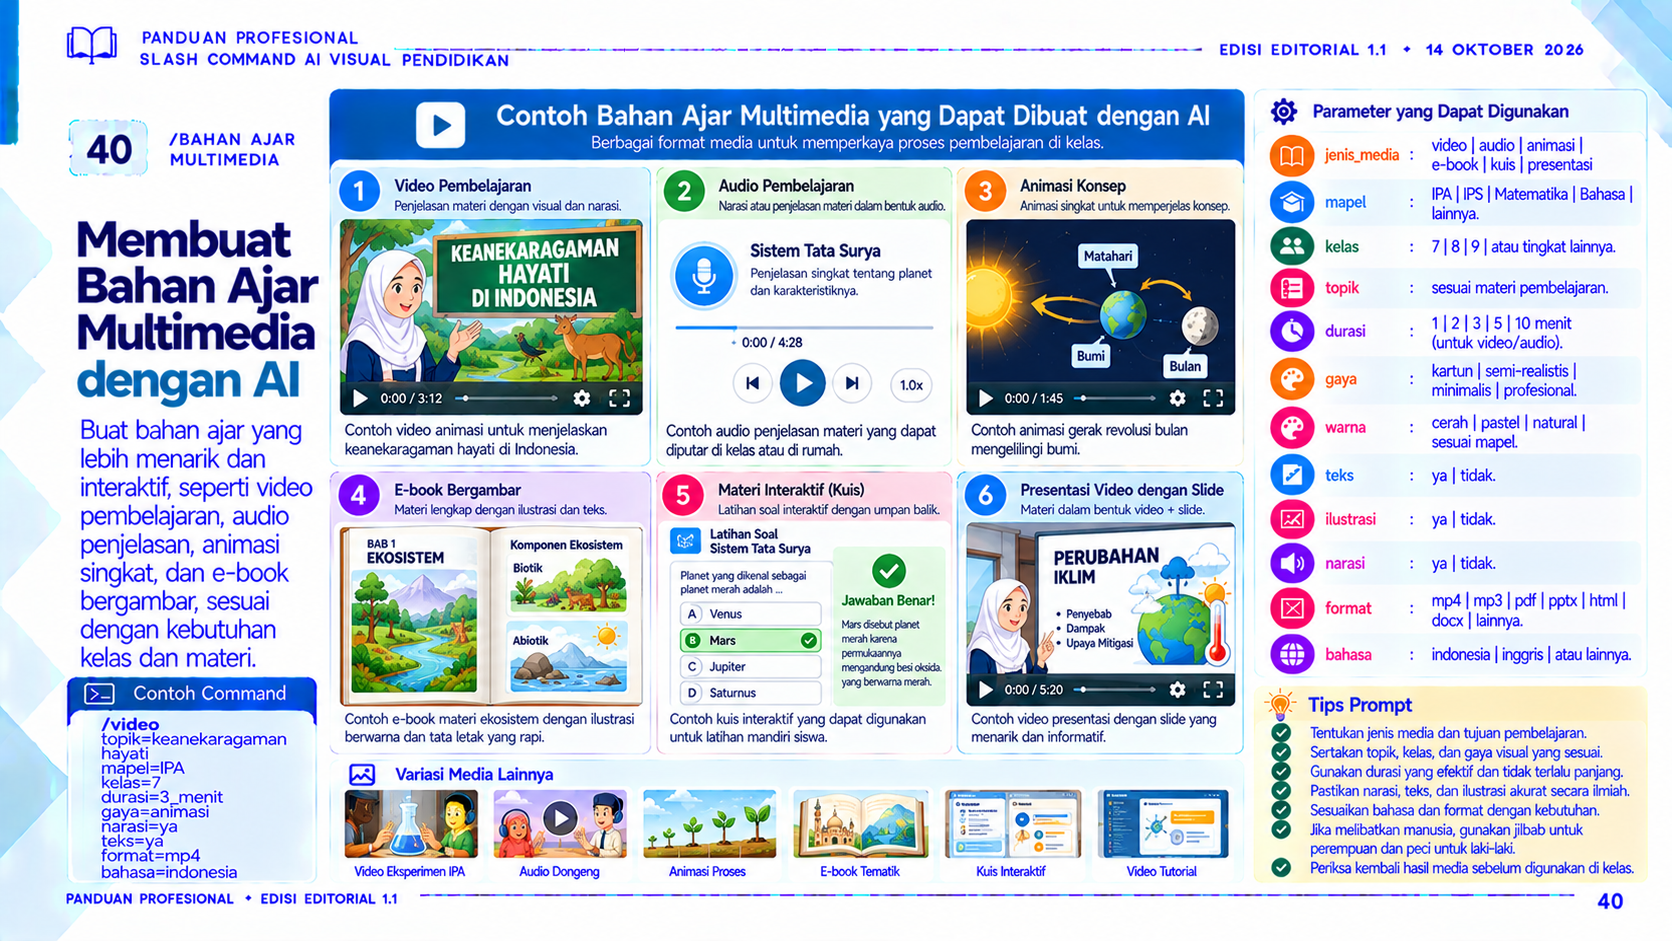 PANDUAN PROFESIONAL
SLASH COMMAND AI VISUAL PENDIDIKAN
EDISI EDITORIAL 1.1 ✦ 14 OKTOBER 2026
40
/BAHAN AJAR
MULTIMEDIA
Membuat
Bahan Ajar
Multimedia
dengan AI
Buat bahan ajar yang
lebih menarik dan
interaktif, seperti video
pembelajaran, audio
penjelasan, animasi
singkat, dan e-book
bergambar, sesuai
dengan kebutuhan
kelas dan materi.
Contoh Command
/video
topik=keanekaragaman
hayati
mapel=IPA
kelas=7
durasi=3_menit
gaya=animasi
narasi=ya
teks=ya
format=mp4
bahasa=indonesia
Contoh Bahan Ajar Multimedia yang Dapat Dibuat dengan AI
Berbagai format media untuk memperkaya proses pembelajaran di kelas.
1
Video Pembelajaran
Penjelasan materi dengan visual dan narasi.
KEANEKARAGAMAN
HAYATI
DI INDONESIA
0:00 / 3:12
Contoh video animasi untuk menjelaskan
keanekaragaman hayati di Indonesia.
2
Audio Pembelajaran
Narasi atau penjelasan materi dalam bentuk audio.
Sistem Tata Surya
Penjelasan singkat tentang planet
dan karakteristiknya.
0:00 / 4:28
1.0x
Contoh audio penjelasan materi yang dapat
diputar di kelas atau di rumah.
3
Animasi Konsep
Animasi singkat untuk memperjelas konsep.
Matahari
Bumi
Bulan
0:00 / 1:45
Contoh animasi gerak revolusi bulan
mengelilingi bumi.
4
E-book Bergambar
Materi lengkap dengan ilustrasi dan teks.
BAB 1
EKOSISTEM
Komponen Ekosistem
Biotik
Abiotik
Contoh e-book materi ekosistem dengan ilustrasi
berwarna dan tata letak yang rapi.
5
Materi Interaktif (Kuis)
Latihan soal interaktif dengan umpan balik.
Latihan Soal
Sistem Tata Surya
Planet yang dikenal sebagai
planet merah adalah ...
A Venus
B Mars
C Jupiter
D Saturnus
Jawaban Benar!
Mars disebut planet
merah karena
permukaannya
mengandung besi oksida.
yang berwarna merah.
Contoh kuis interaktif yang dapat digunakan
untuk latihan mandiri siswa.
6
Presentasi Video dengan Slide
Materi dalam bentuk video + slide.
PERUBAHAN
IKLIM
• Penyebab
• Dampak
• Upaya Mitigasi
0:00 / 5:20
Contoh video presentasi dengan slide yang
menarik dan informatif.
Variasi Media Lainnya
Video Eksperimen IPA
Audio Dongeng
Animasi Proses
E-book Tematik
Kuis Interaktif
Video Tutorial
Parameter yang Dapat Digunakan
jenis_media : video | audio | animasi |
e-book | kuis | presentasi
mapel : IPA | IPS | Matematika | Bahasa |
lainnya.
kelas : 7 | 8 | 9 | atau tingkat lainnya.
topik : sesuai materi pembelajaran.
durasi : 1 | 2 | 3 | 5 | 10 menit
(untuk video/audio).
gaya : kartun | semi-realistis |
minimalis | profesional.
warna : cerah | pastel | natural |
sesuai mapel.
teks : ya | tidak.
ilustrasi : ya | tidak.
narasi : ya | tidak.
format : mp4 | mp3 | pdf | pptx | html |
docx | lainnya.
bahasa : indonesia | inggris | atau lainnya.
Tips Prompt
Tentukan jenis media dan tujuan pembelajaran.
Sertakan topik, kelas, dan gaya visual yang sesuai.
Gunakan durasi yang efektif dan tidak terlalu panjang.
Pastikan narasi, teks, dan ilustrasi akurat secara ilmiah.
Sesuaikan bahasa dan format dengan kebutuhan.
Jika melibatkan manusia, gunakan jilbab untuk
perempuan dan peci untuk laki-laki.
Periksa kembali hasil media sebelum digunakan di kelas.
PANDUAN PROFESIONAL ✦ EDISI EDITORIAL 1.1
40